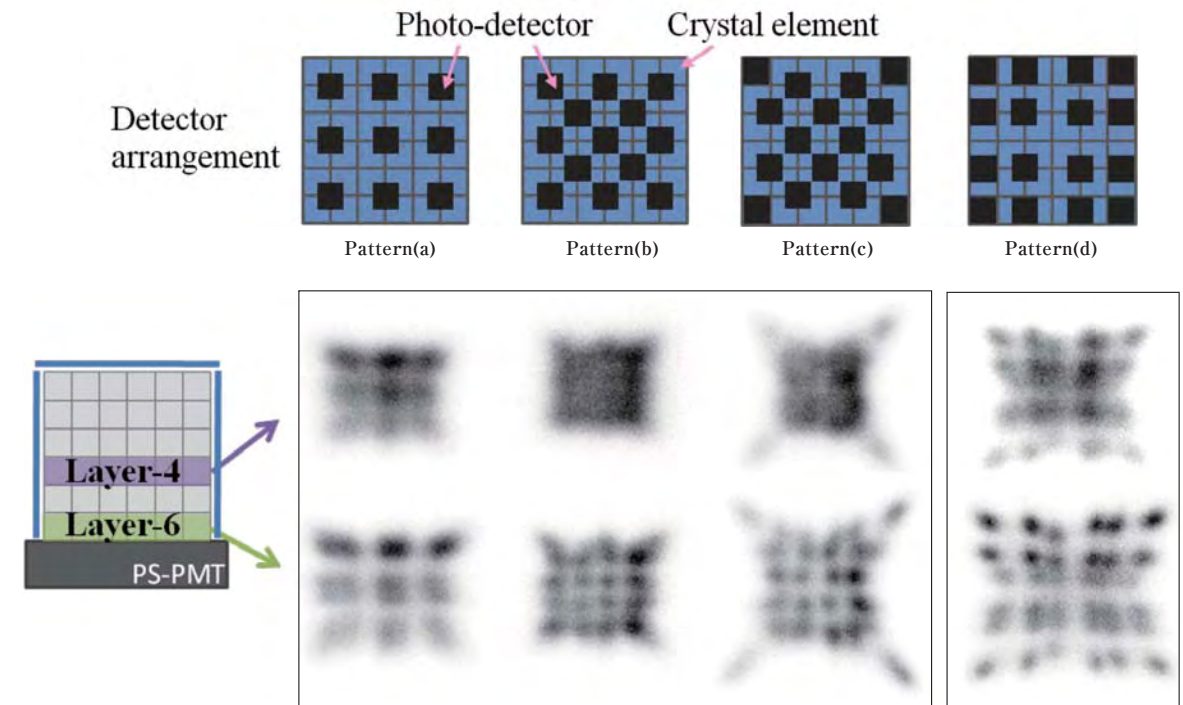 Photo-detector
Crystal element
Detector
arrangement
Pattern(a)
Pattern(b)
Pattern(c)
Pattern(d)
Layer-4
Layer-6
PS-PMT